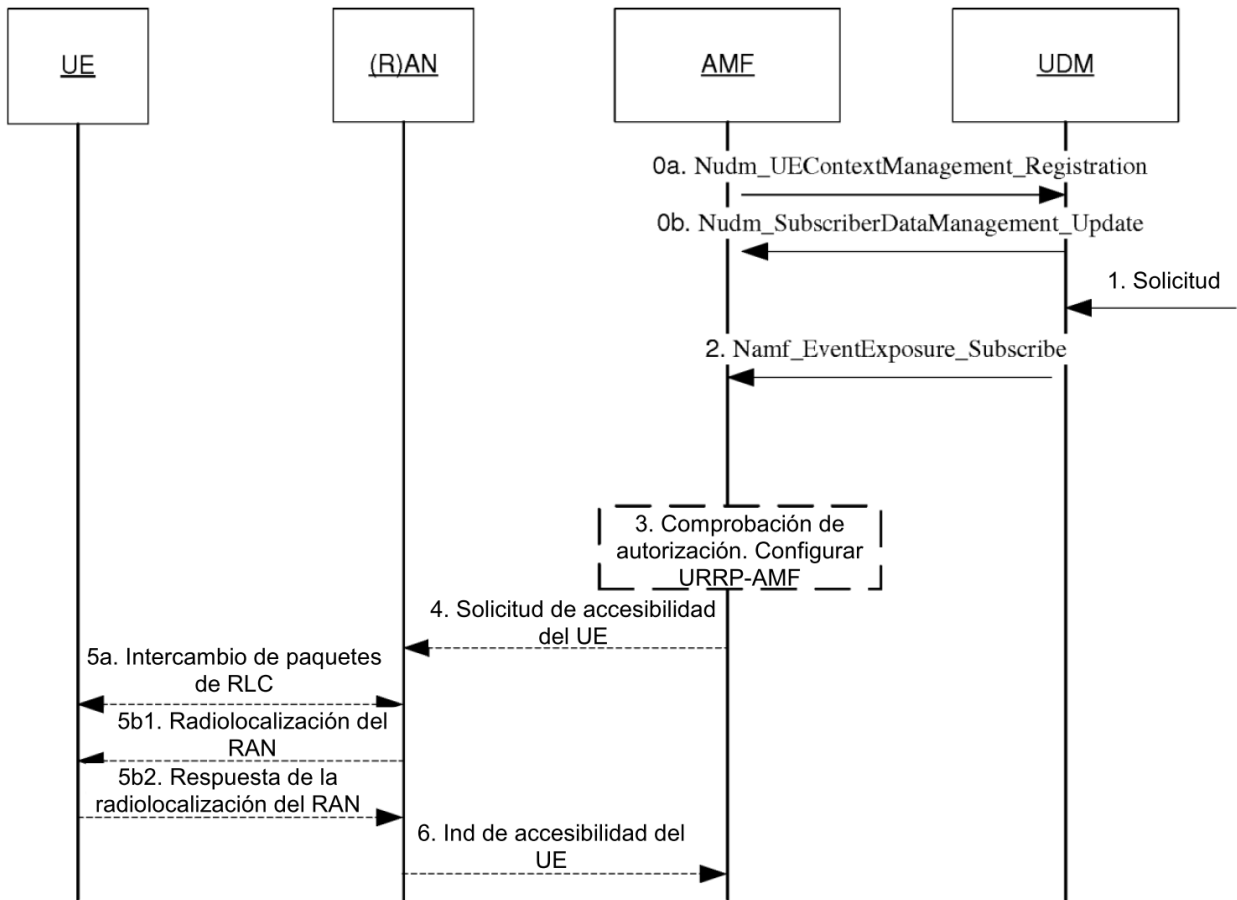 UE
(R)AN
AMF
UDM
0a. Nudm_UEContextManagement_Registration
0b. Nudm_SubscriberDataManagement_Update
1. Solicitud
2. Namf_EventExposure_Subscribe
3. Comprobación de
autorización. Configurar
URRP-AMF
4. Solicitud de accesibilidad
del UE
5a. Intercambio de paquetes
de RLC
5b1. Radiolocalización del
RAN
5b2. Respuesta de la
radiolocalización del RAN
6. Ind de accesibilidad del
UE